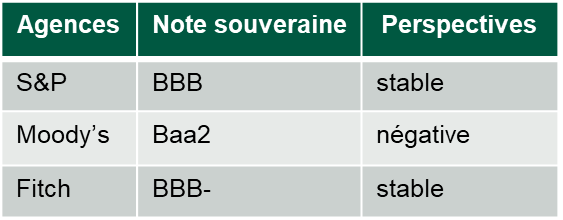 Agences Note souveraine Perspectives
S&P BBB stable
Moody’s Baa2 négative
Fitch BBB- stable